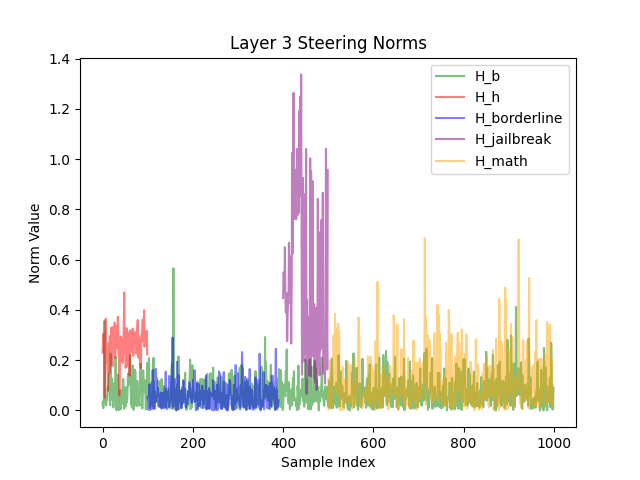 Layer 3 Steering Norms
H_b
H_h
H_borderline
H_jailbreak
H_math
Norm Value
1.4
1.2
1.0
0.8
0.6
0.4
0.2
0.0
0
200
400
600
800
1000
Sample Index